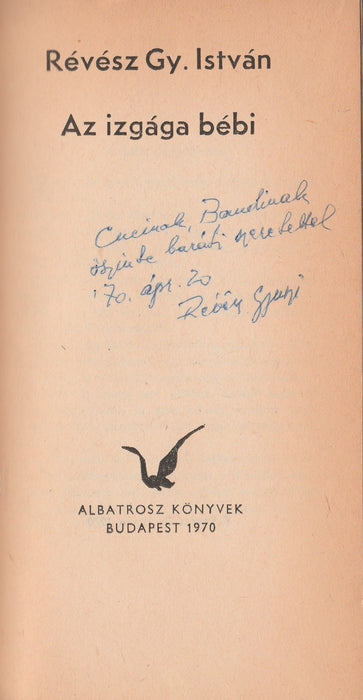 Révész Gy. István
Az izgága bébi
Cucinak, Bandinak
őszinte baráti szeretettel
'70. ápr. 20
Révész Gyuszi
ALBATROSZ KÖNYVEK
BUDAPEST 1970